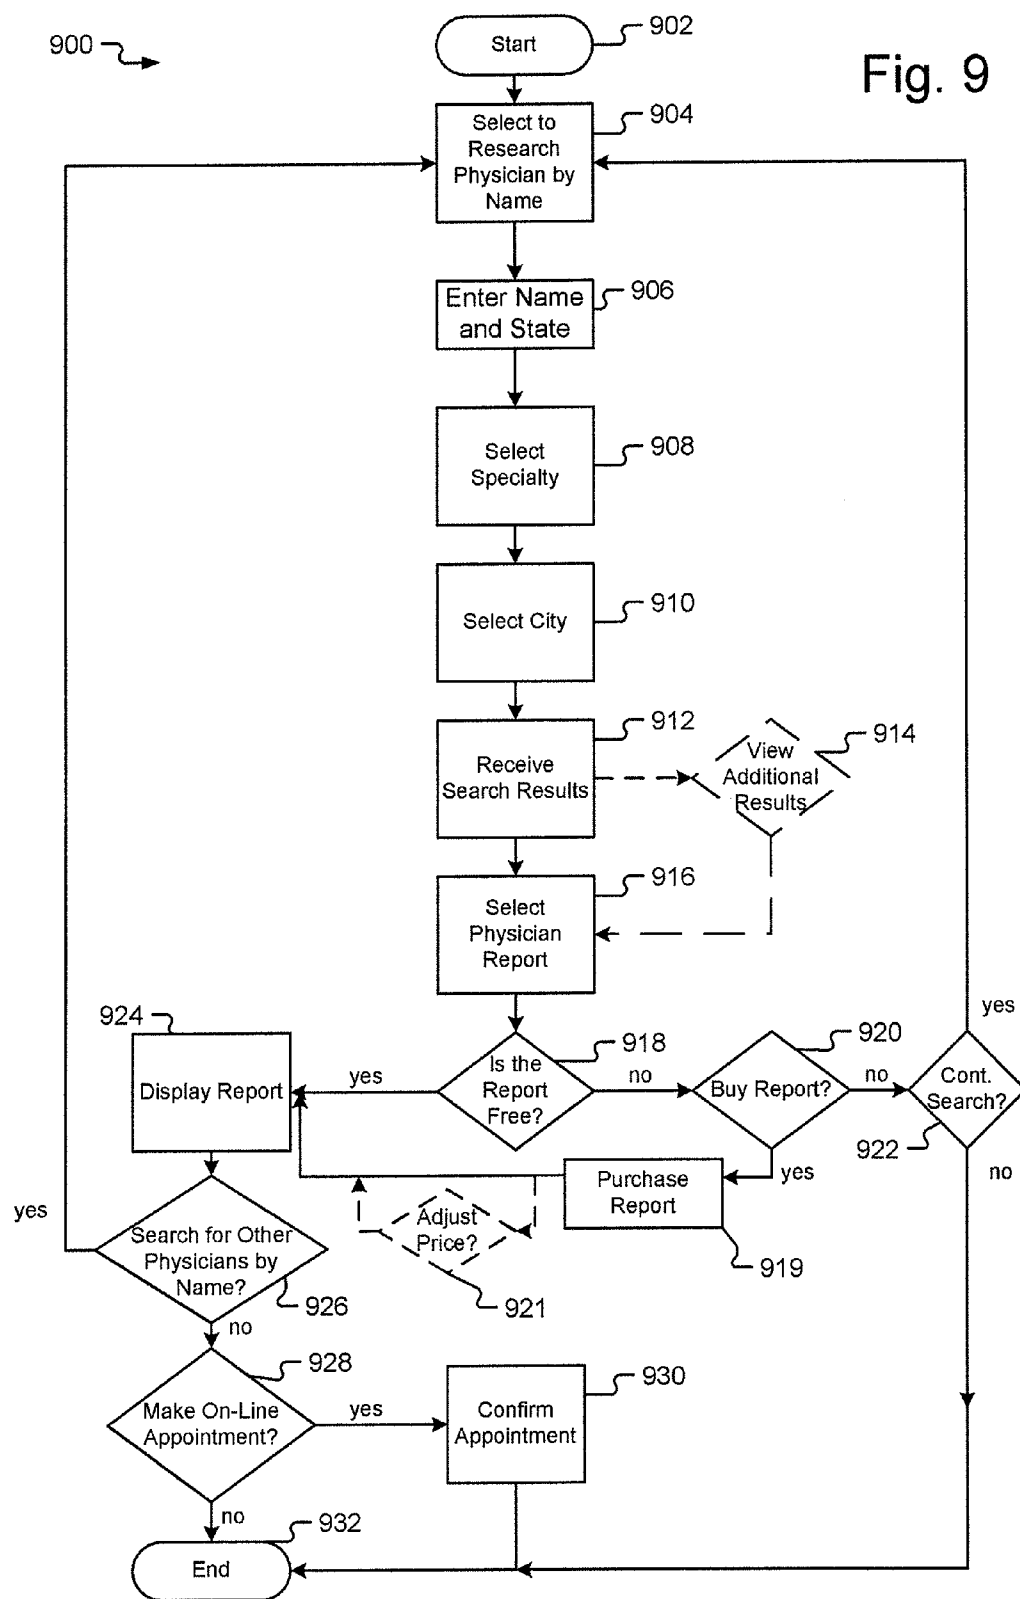 900
Start
902
Fig. 9
Select to
Research
Physician by
Name
904
Enter Name
and State
906
Select
Specialty
908
Select City
910
Receive
Search Results
912
View
Additional
Results
914
Select
Physician
Report
916
924
Display Report
yes
Is the
Report
Free?
918
no
Buy Report?
920
no
Cont.
Search?
922
yes
no
yes
Purchase
Report
919
Adjust
Price?
921
yes
Search for Other
Physicians by
Name?
926
no
Make On-Line
Appointment?
928
yes
Confirm
Appointment
930
no
End
932